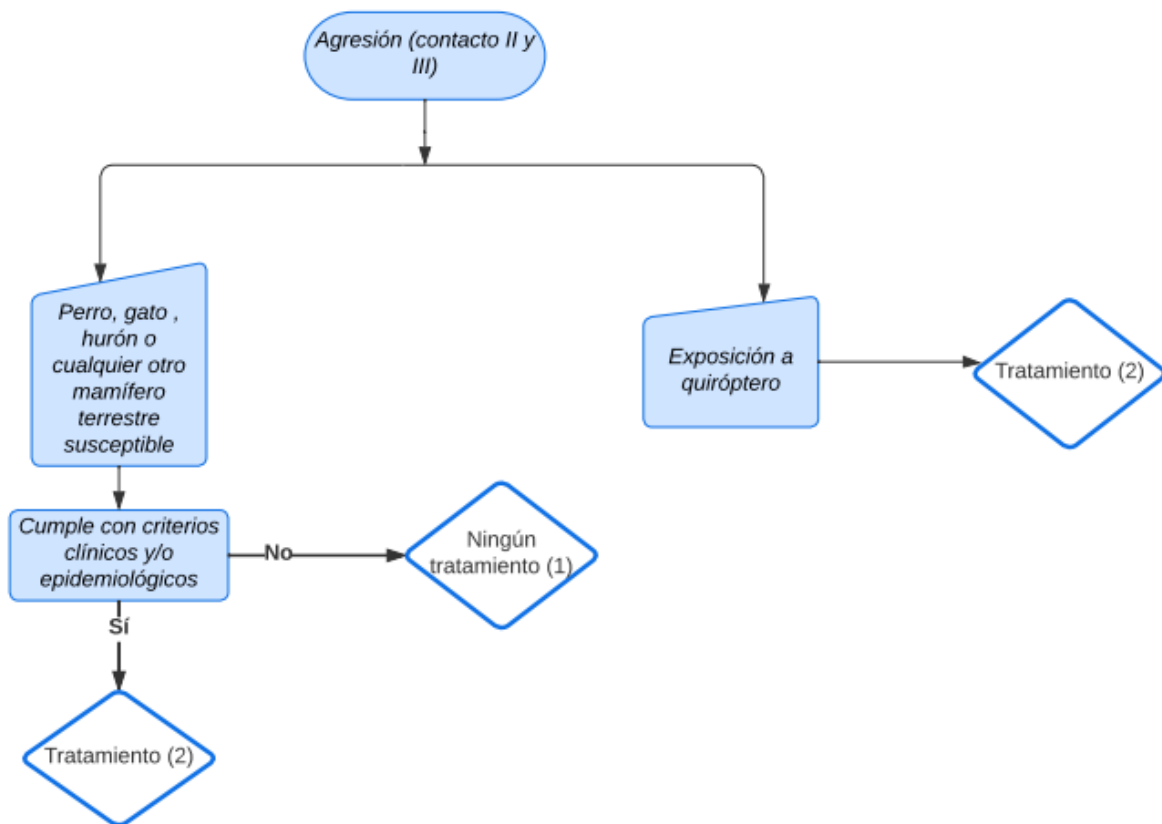 Agresión (contacto II y
III)
Perro, gato ,
hurón o
cualquier otro
mamífero
terrestre
susceptible
Exposición a
quiróptero
Tratamiento (2)
Cumple con criterios
clínicos y/o
epidemiológicos
No
Ningún
tratamiento (1)
Sí
Tratamiento (2)